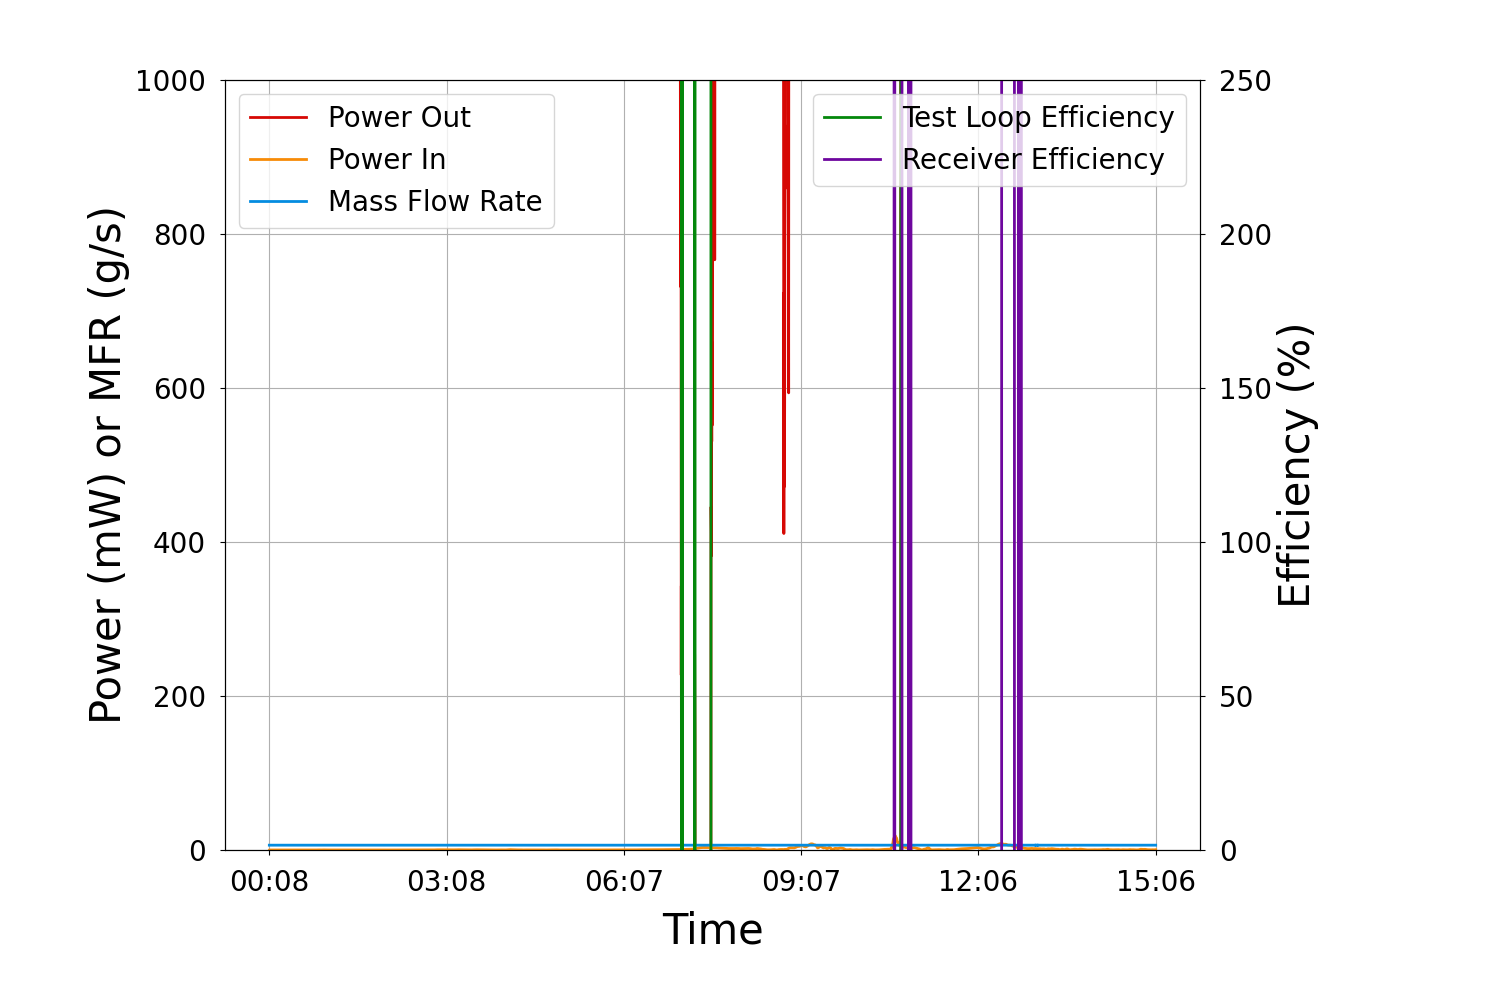 1000
800
600
400
200
0
Power (mW) or MFR (g/s)
Power Out
Power In
Mass Flow Rate
Test Loop Efficiency
Receiver Efficiency
250
200
150
100
50
0
Efficiency (%)
00:08 03:08 06:07 09:07 12:06 15:06
Time